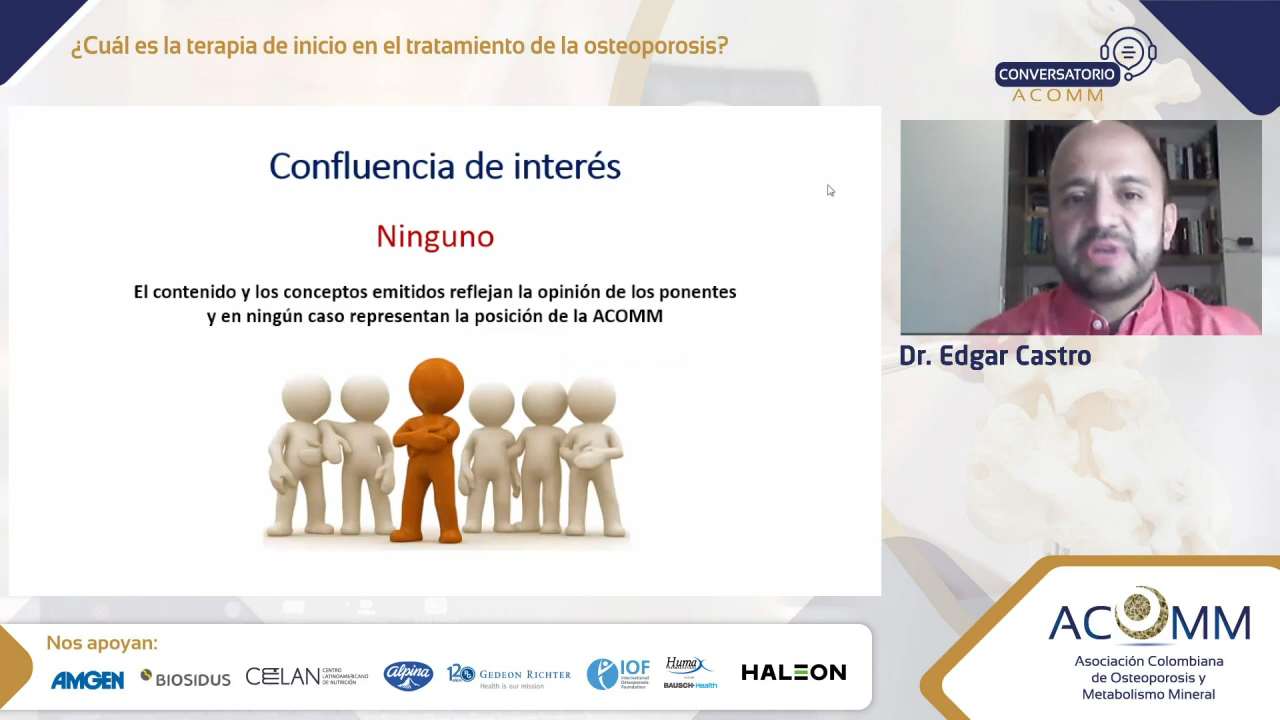 ¿Cuál es la terapia de inicio en el tratamiento de la osteoporosis?
CONVERSATORIO
ACOMM
Confluencia de interés
Ninguno
El contenido y los conceptos emitidos reflejan la opinión de los ponentes
y en ningún caso representan la posición de la ACOMM
Dr. Edgar Castro
Nos apoyan:
AMGEN
BIOSIDUS
CELAN
CENTRO
LATINOAMERICANO
DE NUTRICIÓN
Alpina
120
GEDEON RICHTER
Health is our mission
IOF
International
Osteoporosis
Foundation
Humax
BAUSCH+Health
HALEON
ACOMM
Asociación Colombiana
de Osteoporosis y
Metabolismo Mineral